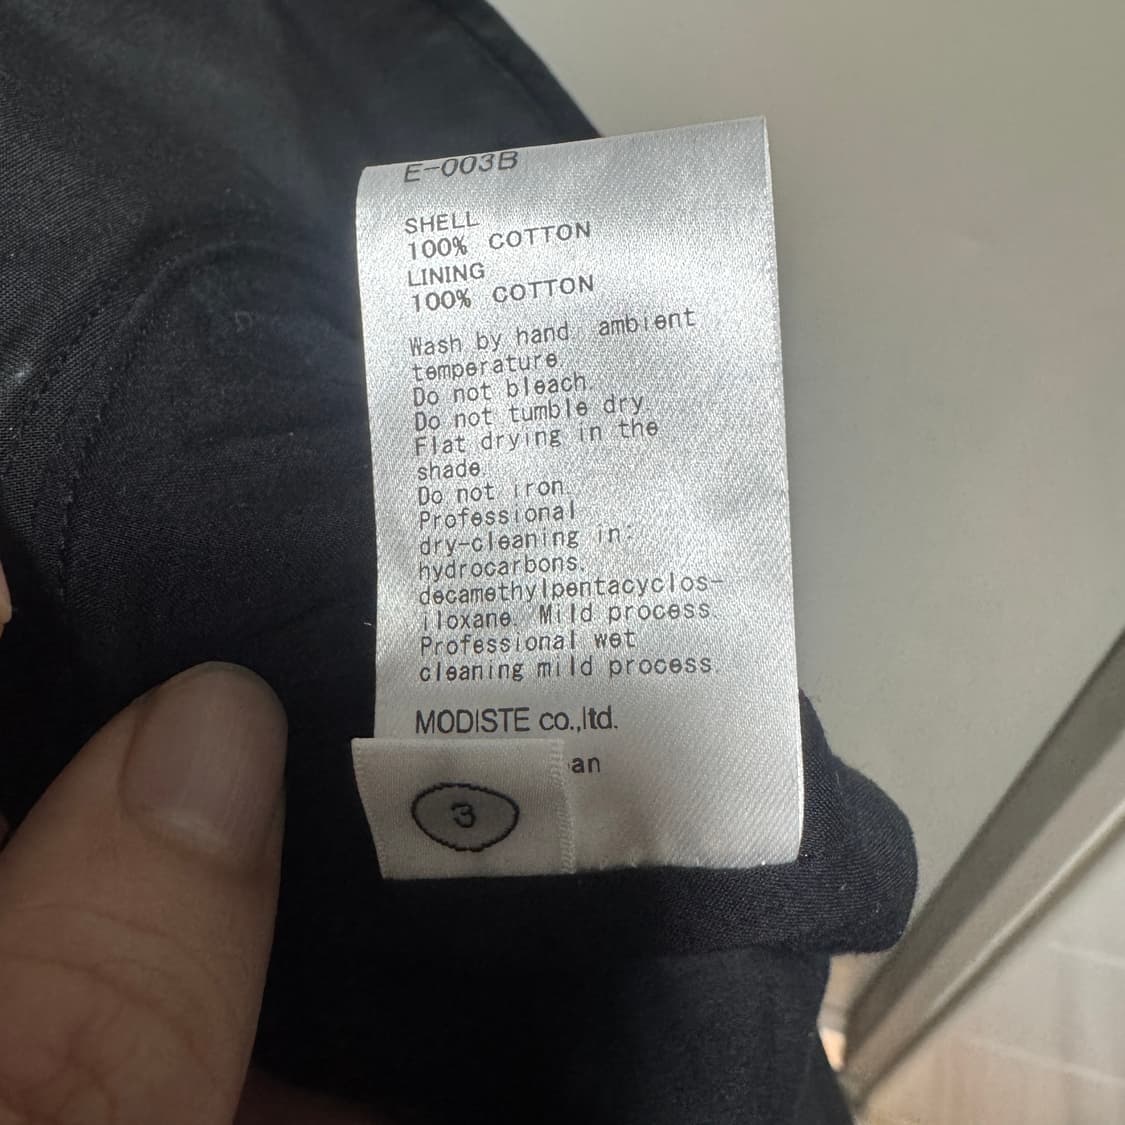 E-003B
SHELL
100% COTTON
LINING
100% COTTON
Wash by hand, ambient
temperature.
Do not bleach.
Do not tumble dry.
Flat drying in the
shade.
Do not iron.
Professional
dry-cleaning in:
hydrocarbons,
decamethylpentacyclos-
iloxane. Mild process.
Professional wet
cleaning mild process.
MODISTE co.,ltd.
an
3